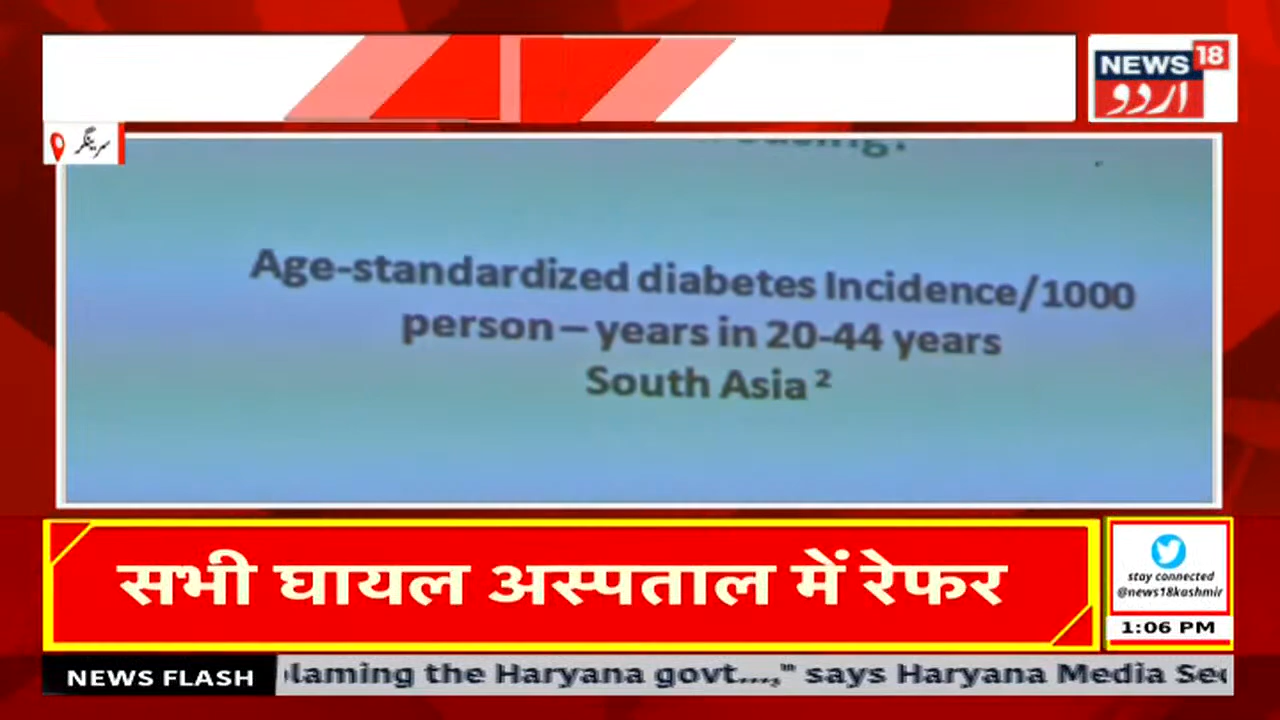 NEWS 18
اردو
سرینگر
Age-standardized diabetes Incidence/1000
person – years in 20-44 years
South Asia ²
सभी घायल अस्पताल में रेफर
stay connected
@news18kashmir
1:06 PM
NEWS FLASH
laming the Haryana govt...," says Haryana Media Sec